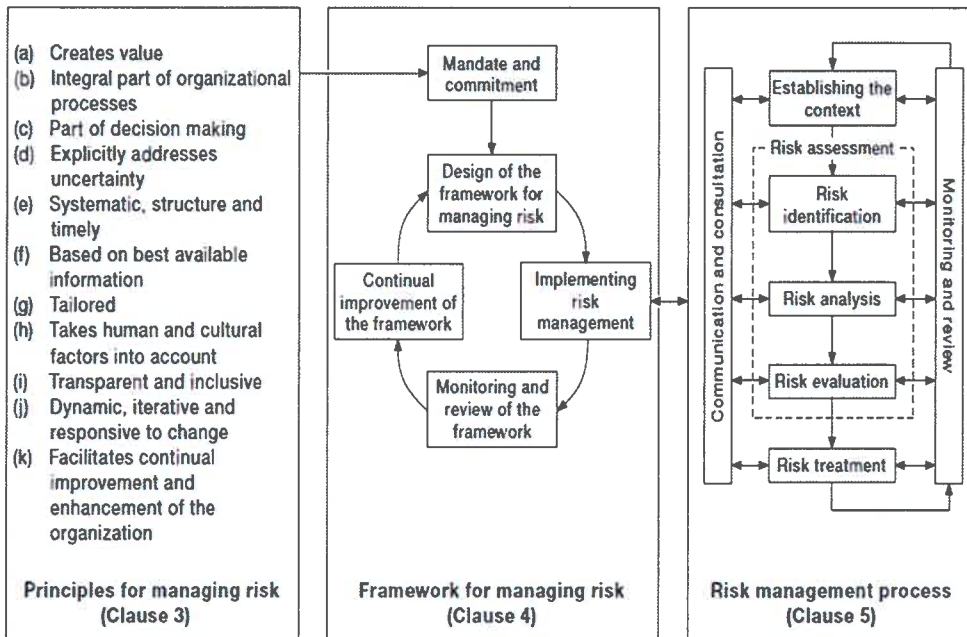 (a) Creates value
(b) Integral part of organizational
processes
(c) Part of decision making
(d) Explicitly addresses
uncertainty
(e) Systematic, structure and
timely
(f) Based on best available
information
(g) Tailored
(h) Takes human and cultural
factors into account
(i) Transparent and inclusive
(j) Dynamic, iterative and
responsive to change
(k) Facilitates continual
improvement and
enhancement of the
organization
Principles for managing risk
(Clause 3)
Mandate and
commitment
Design of the
framework for
managing risk
Implementing
risk
management
Monitoring and
review of the
framework
Continual
improvement of
the framework
Framework for managing risk
(Clause 4)
Communication and consultation
Establishing the
context
Risk assessment
Risk
identification
Risk analysis
Risk evaluation
Risk treatment
Monitoring and review
Risk management process
(Clause 5)